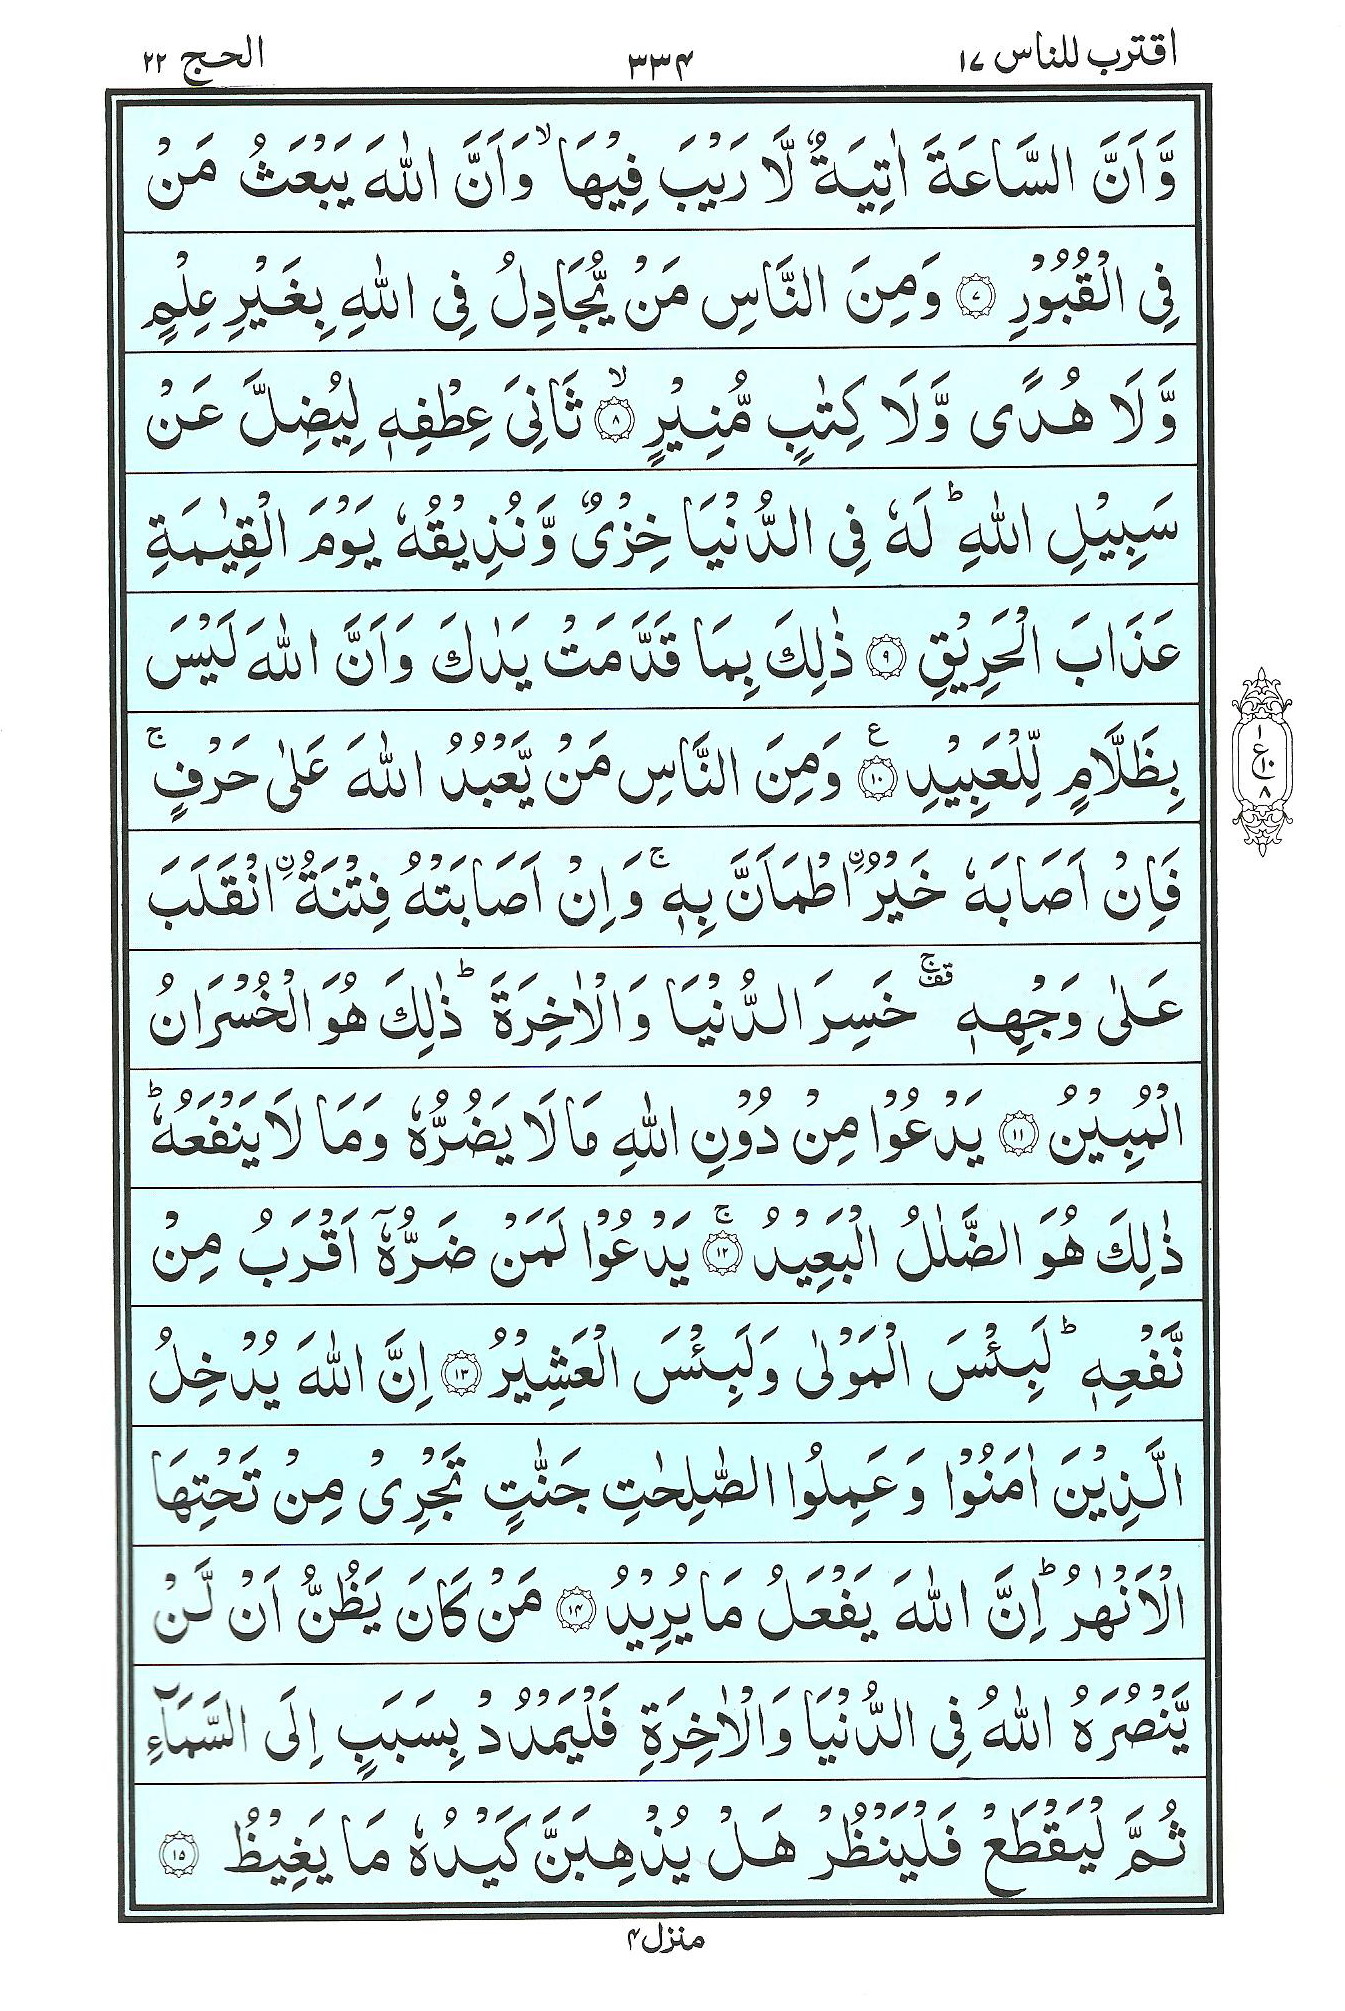 اقترب للناس ١٧
٣٣٤
الحج ٢٢
وَّاَنَّ السَّاعَةَ اٰتِيَةٌ لَّا رَيْبَ فِيْهَا ۙ وَاَنَّ اللّٰهَ يَبْعَثُ مَنْ
فِى الْقُبُوْرِ ۝٧ وَمِنَ النَّاسِ مَنْ يُّجَادِلُ فِى اللّٰهِ بِغَيْرِ عِلْمٍ
وَّلَا هُدًى وَّلَا كِتٰبٍ مُّنِيْرٍ ۝٨ۙ ثَانِىَ عِطْفِهٖ لِيُضِلَّ عَنْ
سَبِيْلِ اللّٰهِ ؕ لَهٗ فِى الدُّنْيَا خِزْىٌ وَّنُذِيْقُهٗ يَوْمَ الْقِيٰمَةِ
عَذَابَ الْحَرِيْقِ ۝٩ ذٰلِكَ بِمَا قَدَّمَتْ يَدٰكَ وَاَنَّ اللّٰهَ لَيْسَ
بِظَلَّامٍ لِّلْعَبِيْدِ ۝١٠ع وَمِنَ النَّاسِ مَنْ يَّعْبُدُ اللّٰهَ عَلٰى حَرْفٍ ۚ
١
ع
١٠
٨
فَاِنْ اَصَابَهٗ خَيْرُ ۨاطْمَاَنَّ بِهٖ ۚ وَاِنْ اَصَابَتْهُ فِتْنَةُ ۨانْقَلَبَ
عَلٰى وَجْهِهٖ ۚقف خَسِرَ الدُّنْيَا وَالْاٰخِرَةَ ؕ ذٰلِكَ هُوَ الْخُسْرَانُ
الْمُبِيْنُ ۝١١ يَدْعُوْا مِنْ دُوْنِ اللّٰهِ مَا لَا يَضُرُّهٗ وَمَا لَا يَنْفَعُهٗ ؕ
ذٰلِكَ هُوَ الضَّلٰلُ الْبَعِيْدُ ۝١٢ۚ يَدْعُوْا لَمَنْ ضَرُّهٗۤ اَقْرَبُ مِنْ
نَّفْعِهٖ ؕ لَبِئْسَ الْمَوْلٰى وَلَبِئْسَ الْعَشِيْرُ ۝١٣ اِنَّ اللّٰهَ يُدْخِلُ
الَّذِيْنَ اٰمَنُوْا وَعَمِلُوا الصّٰلِحٰتِ جَنّٰتٍ تَجْرِىْ مِنْ تَحْتِهَا
الْاَنْهٰرُ ؕ اِنَّ اللّٰهَ يَفْعَلُ مَا يُرِيْدُ ۝١٤ مَنْ كَانَ يَظُنُّ اَنْ لَّنْ
يَّنْصُرَهُ اللّٰهُ فِى الدُّنْيَا وَالْاٰخِرَةِ فَلْيَمْدُدْ بِسَبَبٍ اِلَى السَّمَآءِ
ثُمَّ لْيَقْطَعْ فَلْيَنْظُرْ هَلْ يُذْهِبَنَّ كَيْدُهٗ مَا يَغِيْظُ ۝١٥
منزل ٤